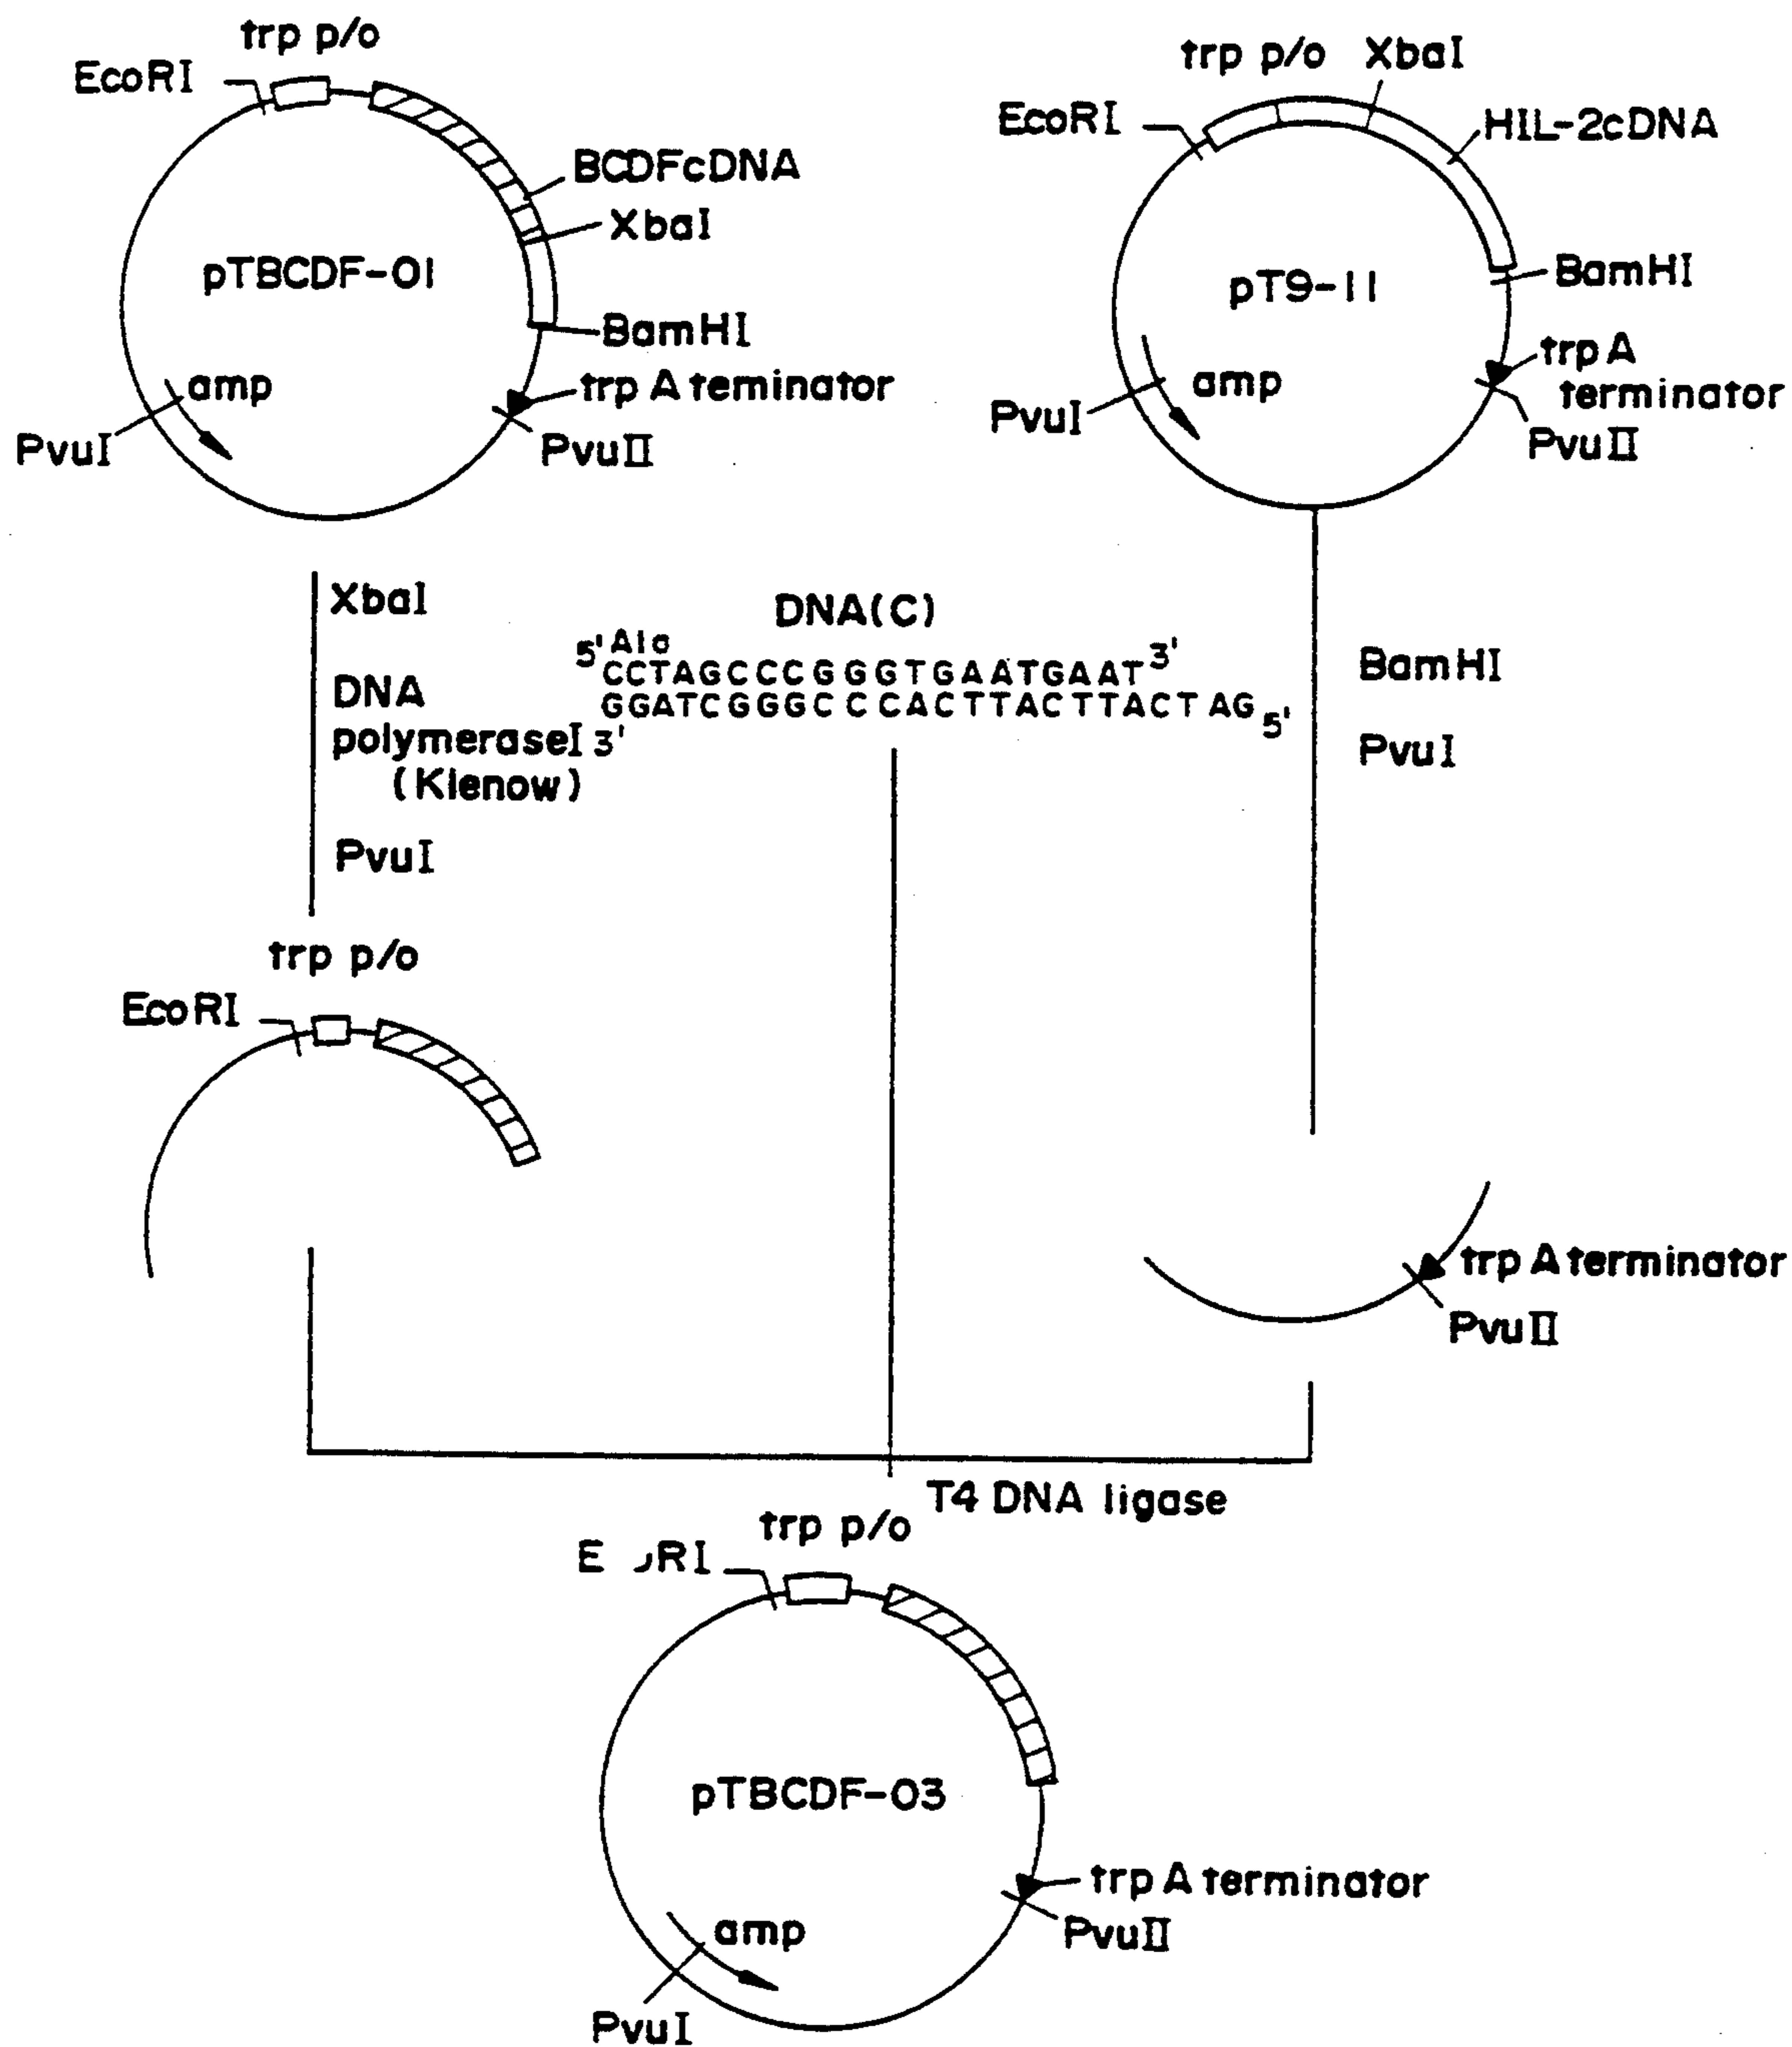 trp p/o
EcoRI
BCDFcDNA
XbaI
pTBCDF-01
BamHI
amp
trp A teminator
PvuI
PvuII
trp p/o XbaI
EcoRI
HIL-2cDNA
pT9-11
BamHI
trp A
terminator
amp
PvuI
PvuII
XbaI
DNA
polymeraseI
(Klenow)
PvuI
DNA(C)
5' Ala
CCTAGCCCGGGTGAATGAAT 3'
GGATCGGGCCCACTTACTTACTAG 5'
3'
BamHI
PvuI
trp p/o
EcoRI
trp A terminator
PvuII
T4 DNA ligase
trp p/o
RI
pTBCDF-03
trp A terminator
PvuII
amp
PvuI